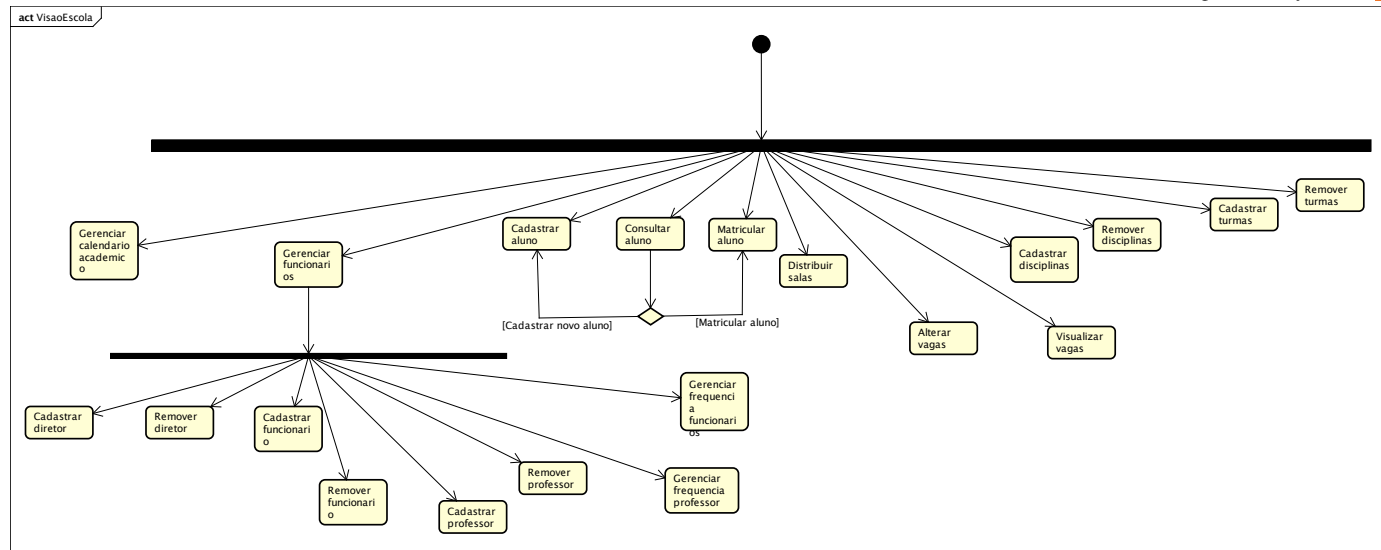 act VisaoEscola
Remover
turmas
Cadastrar
turmas
Gerenciar
calendario
academic
o
Cadastrar
aluno
Consultar
aluno
Matricular
aluno
Remover
disciplinas
Gerenciar
funcionari
os
Cadastrar
disciplinas
Distribuir
salas
[Cadastrar novo aluno]
[Matricular aluno]
Alterar
vagas
Visualizar
vagas
Gerenciar
frequenci
a
funcionari
os
Cadastrar
diretor
Remover
diretor
Cadastrar
funcionari
o
Remover
professor
Gerenciar
frequencia
professor
Remover
funcionari
o
Cadastrar
professor